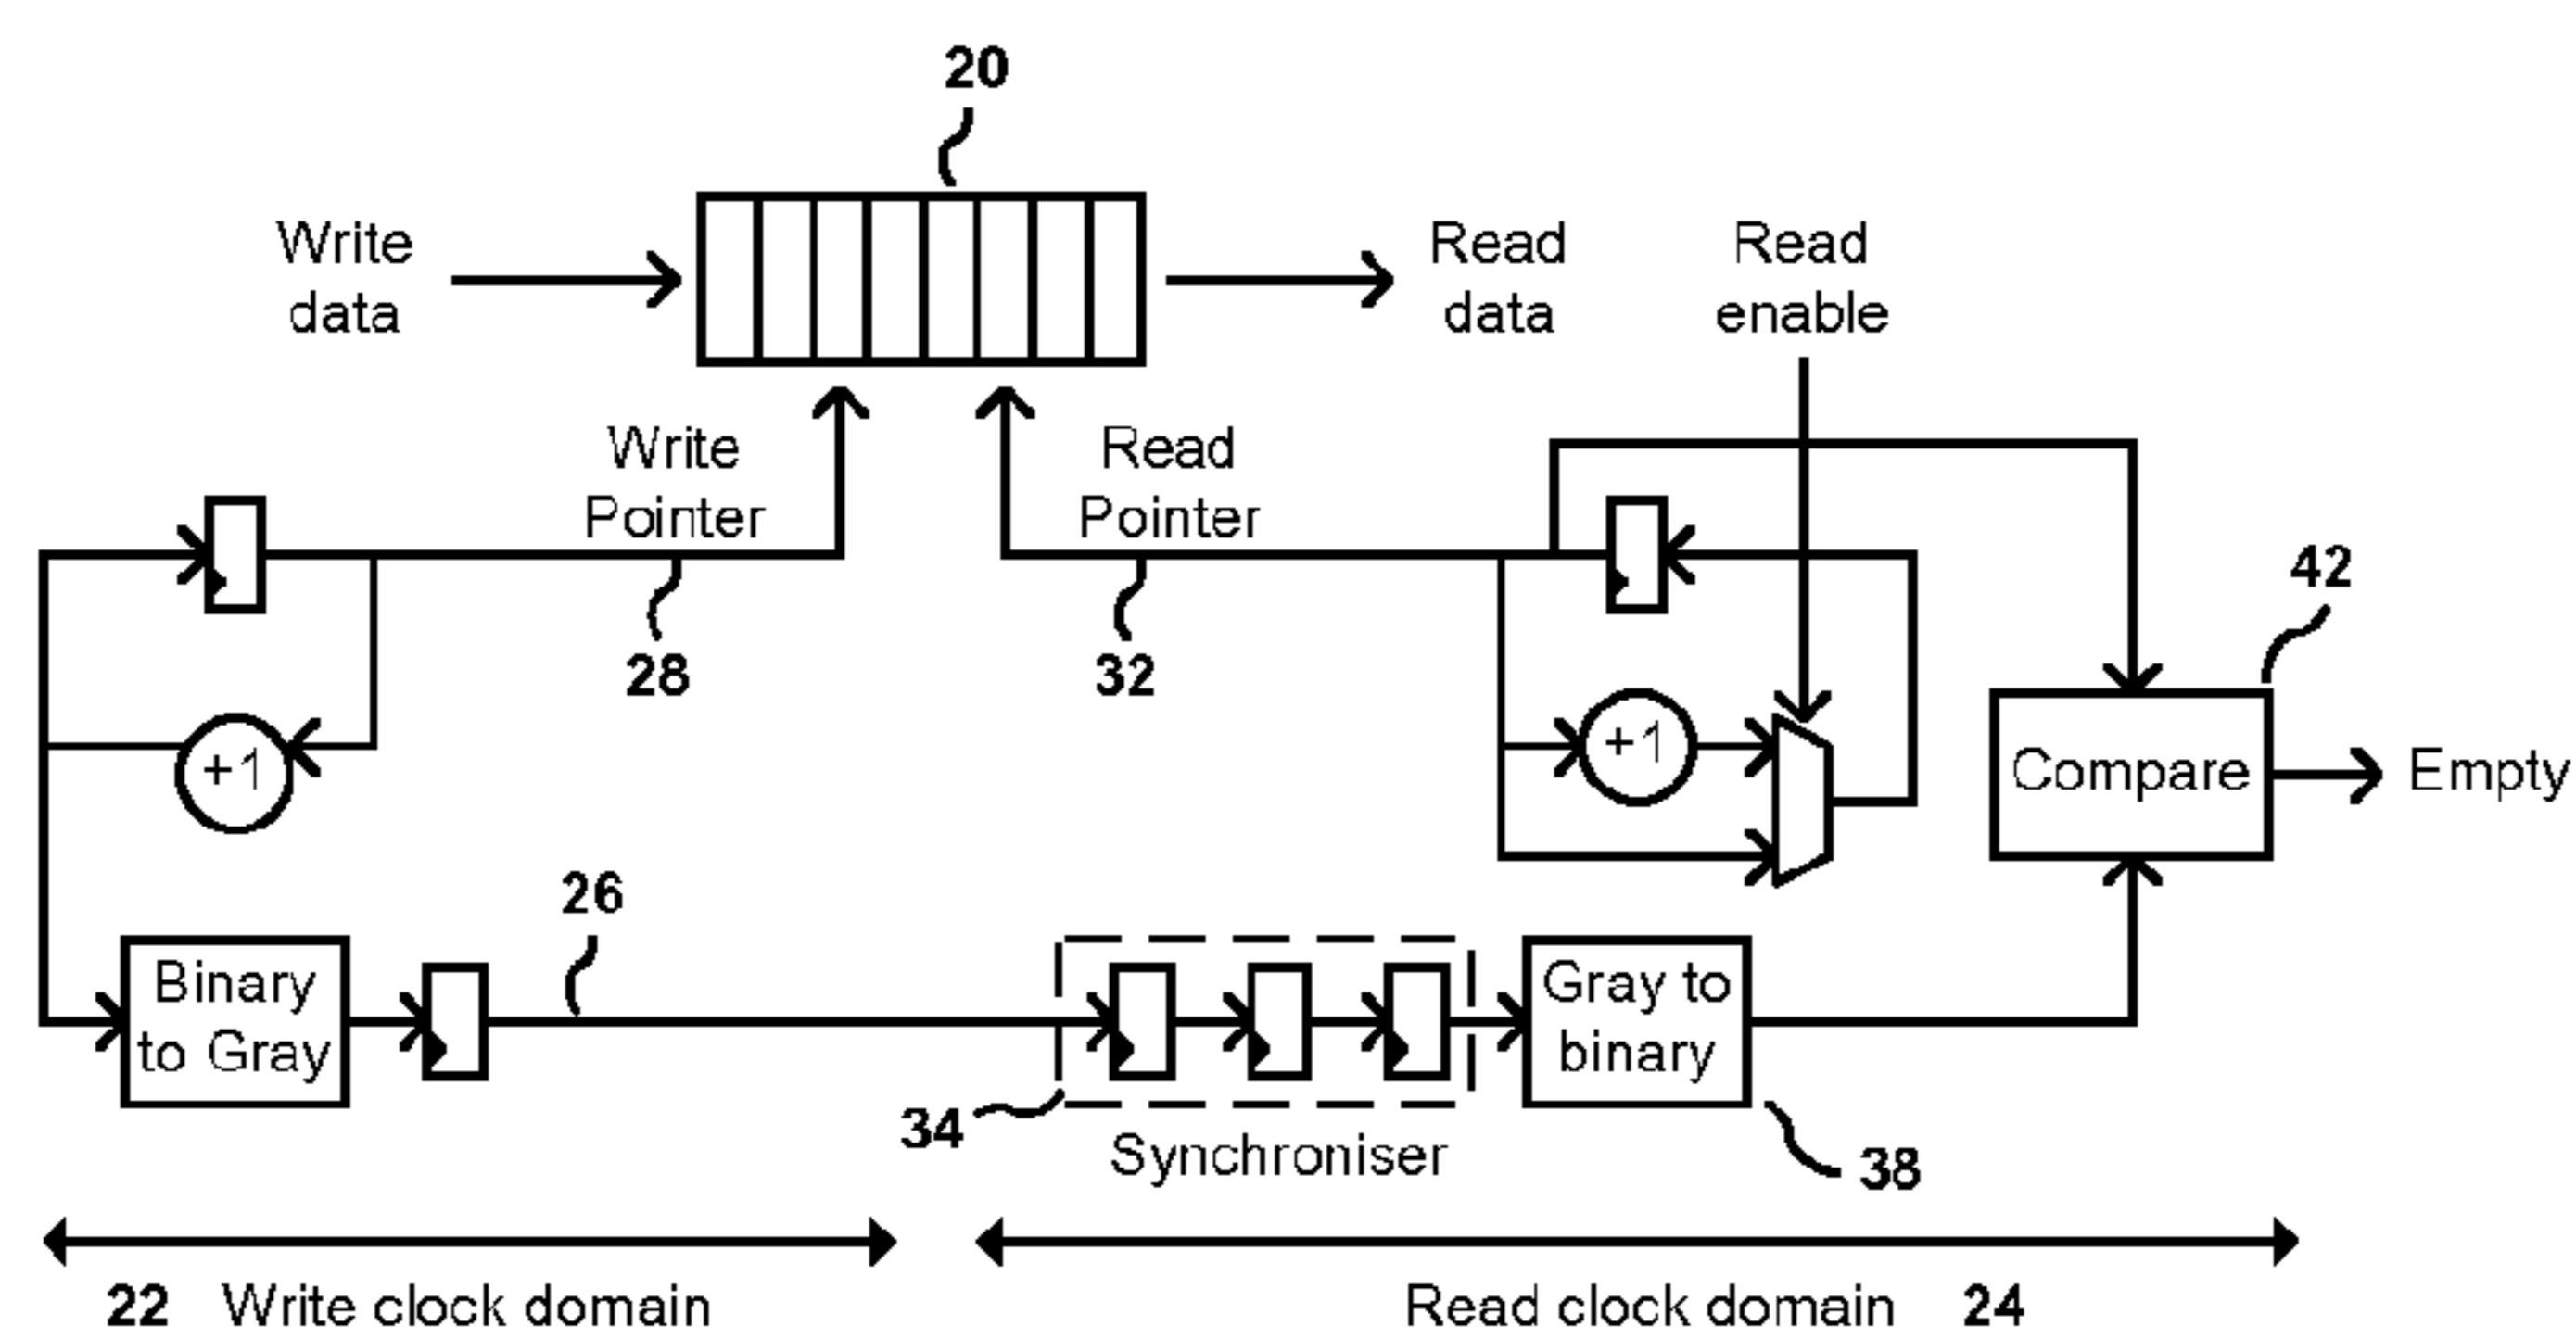 20
Write
data
Read
data
Read
enable
Write
Pointer
Read
Pointer
28
32
42
+1
+1
Compare
Empty
26
Binary
to Gray
Gray to
binary
34
Synchroniser
38
22 Write clock domain
Read clock domain 24